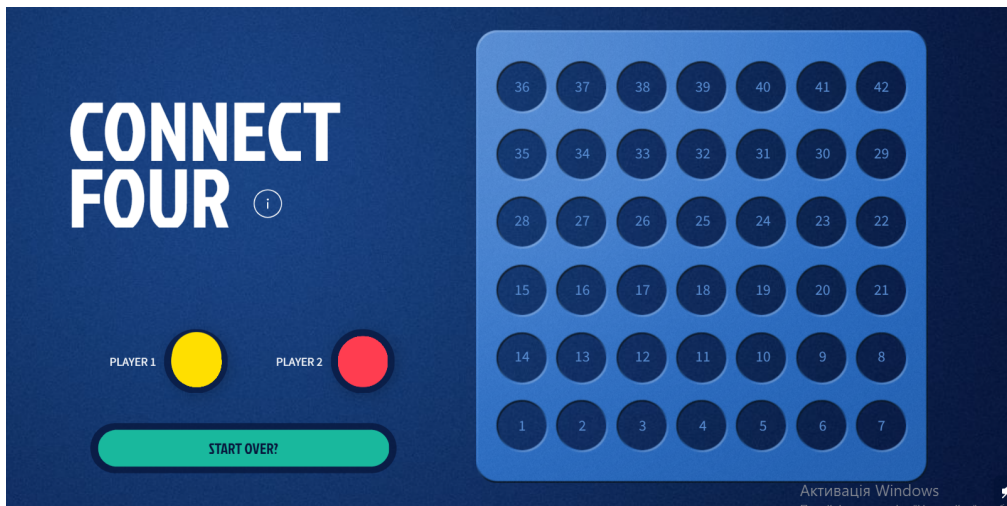 CONNECT
FOUR
i
PLAYER 1
PLAYER 2
START OVER?
36 37 38 39 40 41 42
35 34 33 32 31 30 29
28 27 26 25 24 23 22
15 16 17 18 19 20 21
14 13 12 11 10 9 8
1 2 3 4 5 6 7
Активація Windows